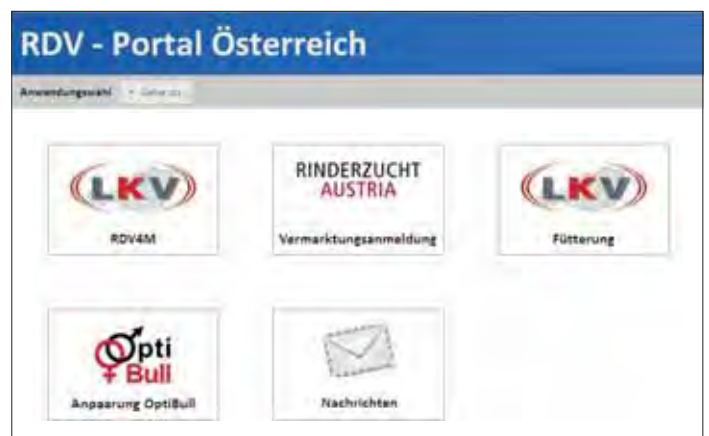 RDV - Portal Österreich
Anwendungswahl
LKV
RDV4M
RINDERZUCHT
AUSTRIA
Vermarktungsanmeldung
LKV
Fütterung
Opti
Bull
Anpaarung OptiBull
Nachrichten